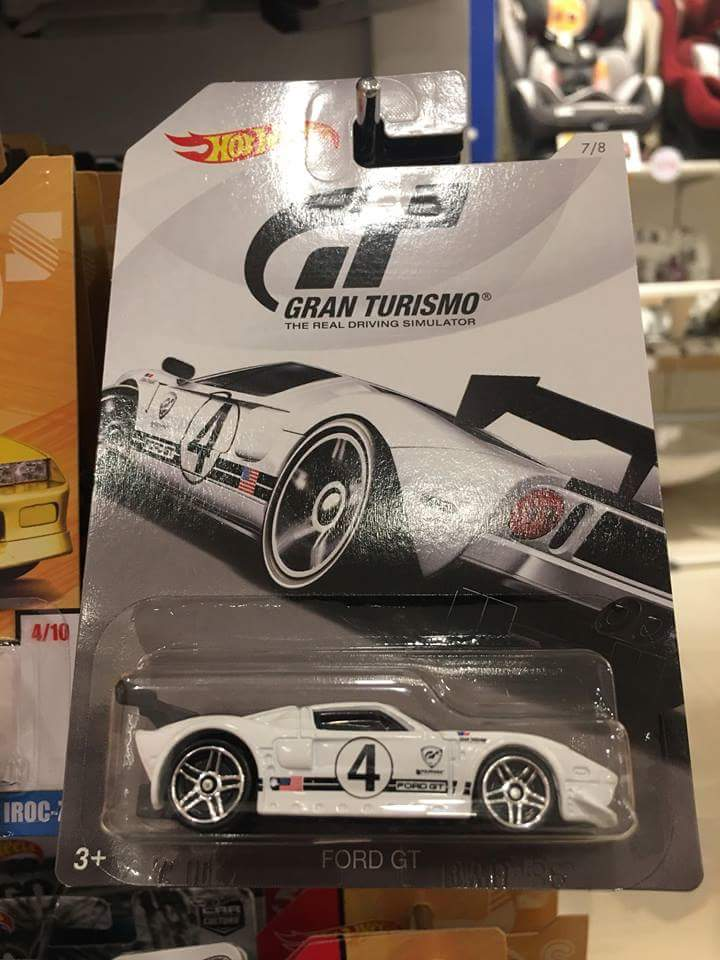 HOT
7/8
GT
GRAN TURISMO®
THE REAL DRIVING SIMULATOR
4
4/10
4
FORD GT
IROC-Z
3+
FORD GT